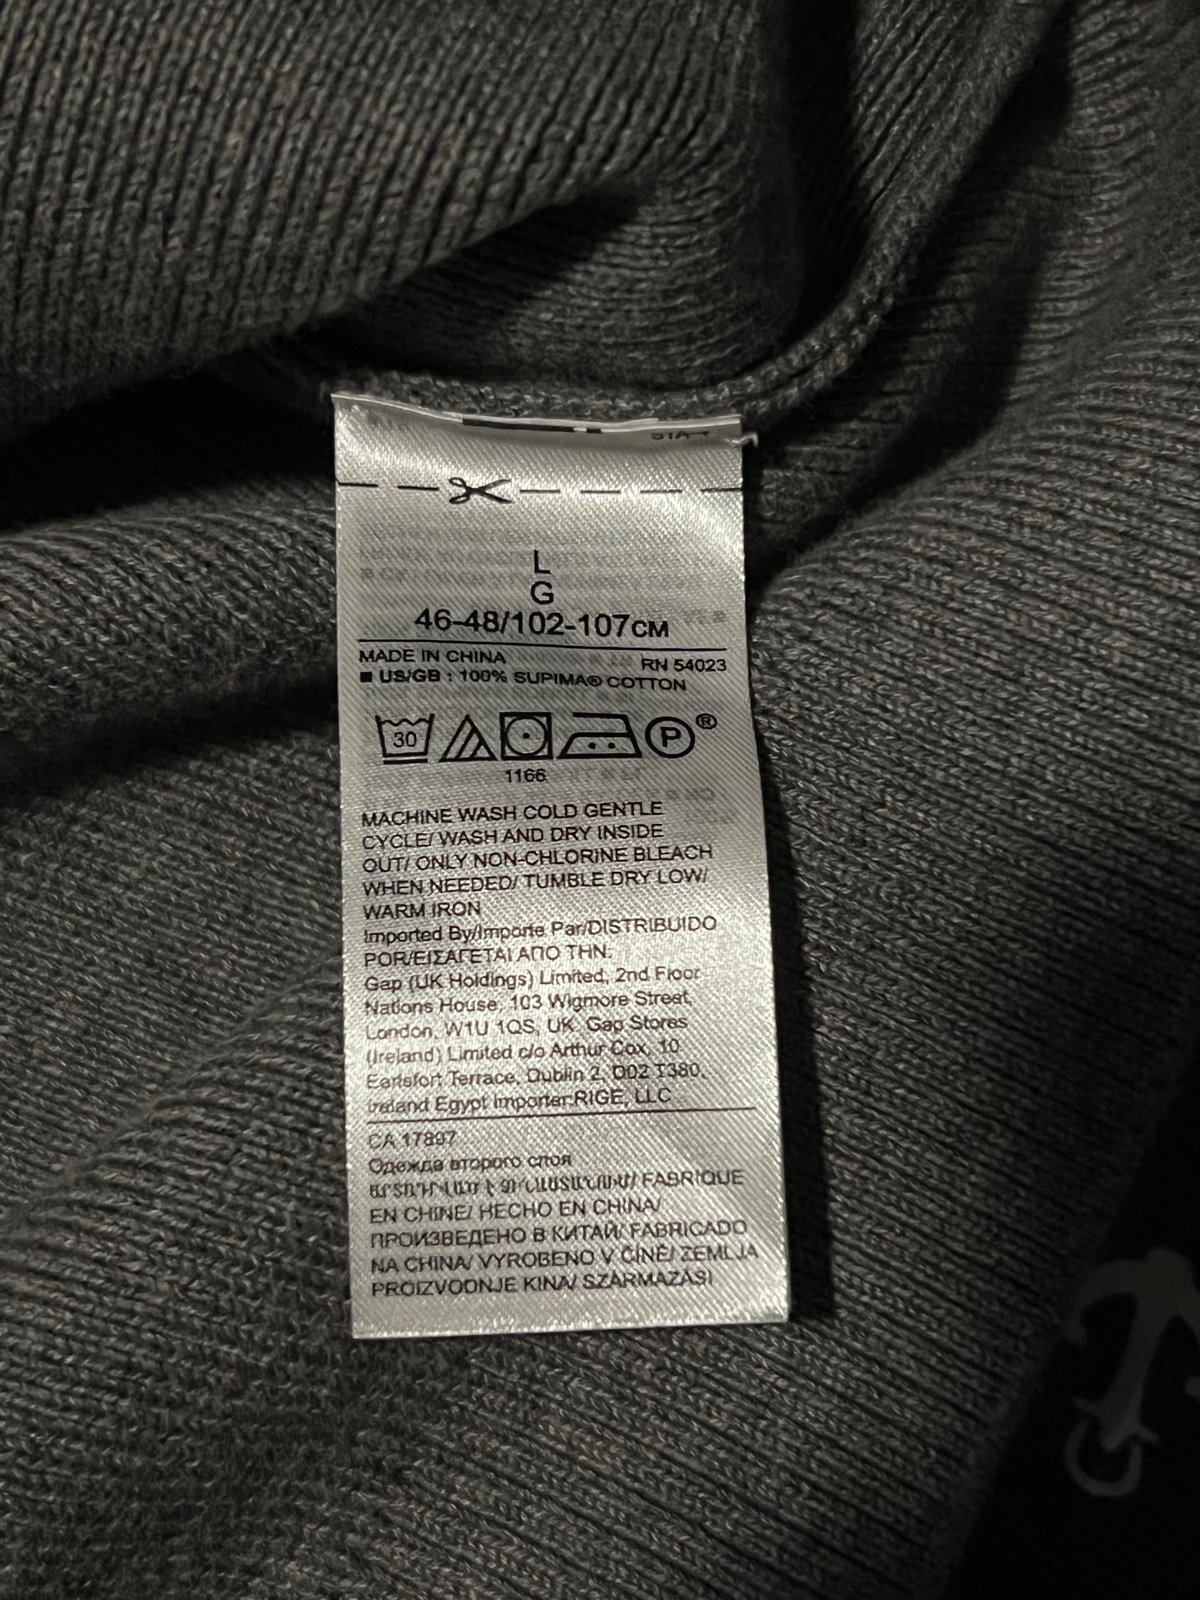 L
G
46-48/102-107CM
MADE IN CHINA RN 54023
■ US/GB : 100% SUPIMA® COTTON
30 P ®
1166
MACHINE WASH COLD GENTLE
CYCLE/ WASH AND DRY INSIDE
OUT/ ONLY NON-CHLORINE BLEACH
WHEN NEEDED/ TUMBLE DRY LOW/
WARM IRON
Imported By/Importe Par/DISTRIBUIDO
POR/ΕΙΣΑΓΕΤΑΙ ΑΠΟ ΤΗΝ.
Gap (UK Holdings) Limited, 2nd Floor
Nations House, 103 Wigmore Street,
London, W1U 1QS, UK. Gap Stores
(Ireland) Limited c/o Arthur Cox, 10
Earlsfort Terrace, Dublin 2, D02 T380,
Ireland Egypt Importer:RIGE, LLC
CA 17897
Одежда второго слоя
FABRIQUE
EN CHINE/ HECHO EN CHINA/
ПРОИЗВЕДЕНО В КИТАЙ/ FABRICADO
NA CHINA/ VYROBENO V ČÍNĚ/ ZEMLJA
PROIZVODNJE KINA/ SZÁRMAZÁSI